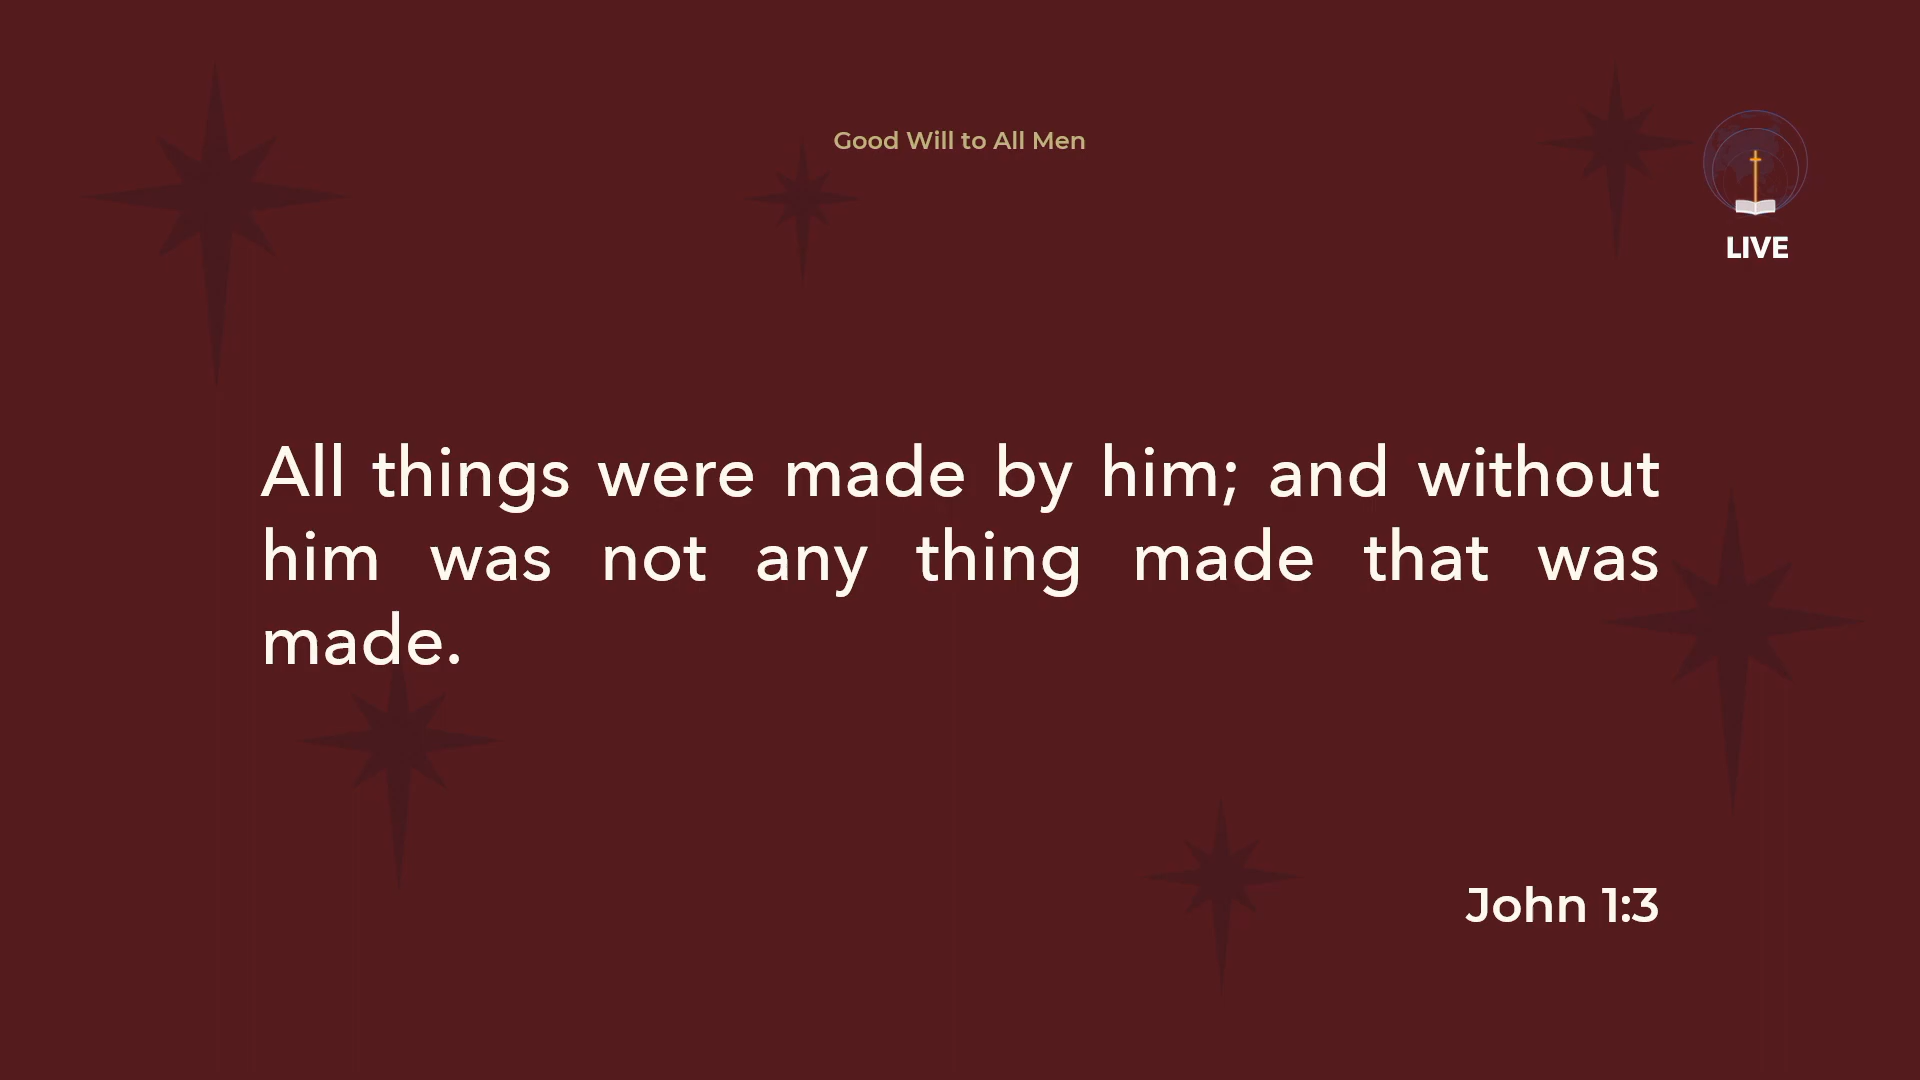 Good Will to All Men
LIVE
All things were made by him; and without
him was not any thing made that was
made.
John 1:3